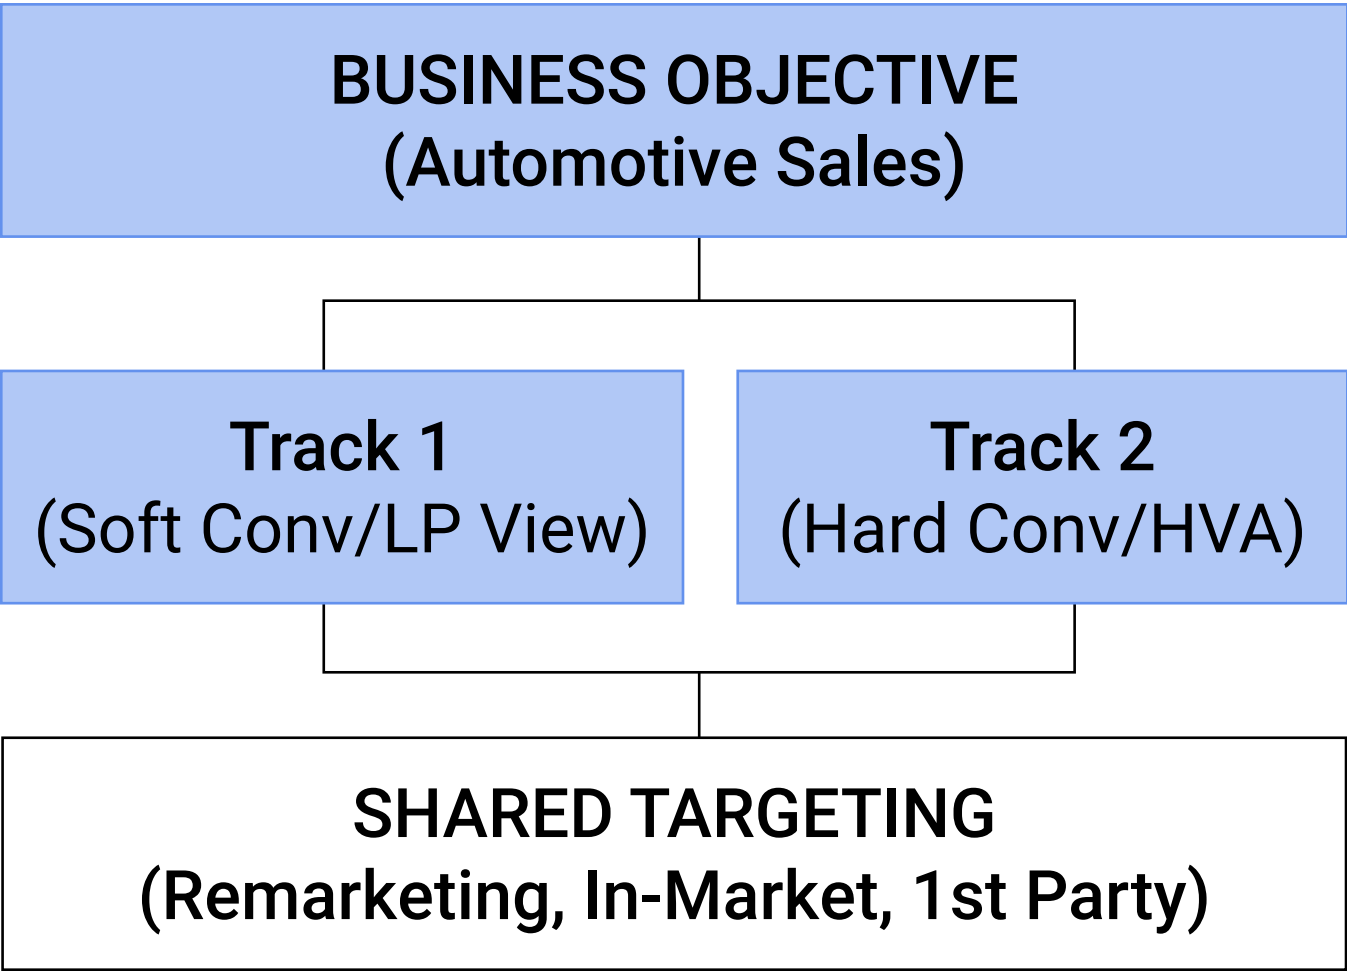 BUSINESS OBJECTIVE
(Automotive Sales)
Track 1
(Soft Conv/LP View)
Track 2
(Hard Conv/HVA)
SHARED TARGETING
(Remarketing, In-Market, 1st Party)